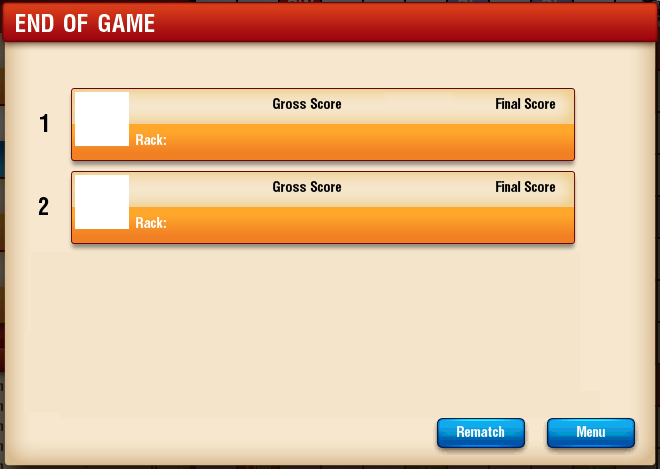 END OF GAME
1
Gross Score Final Score
Rack:
2
Gross Score Final Score
Rack:
Rematch Menu